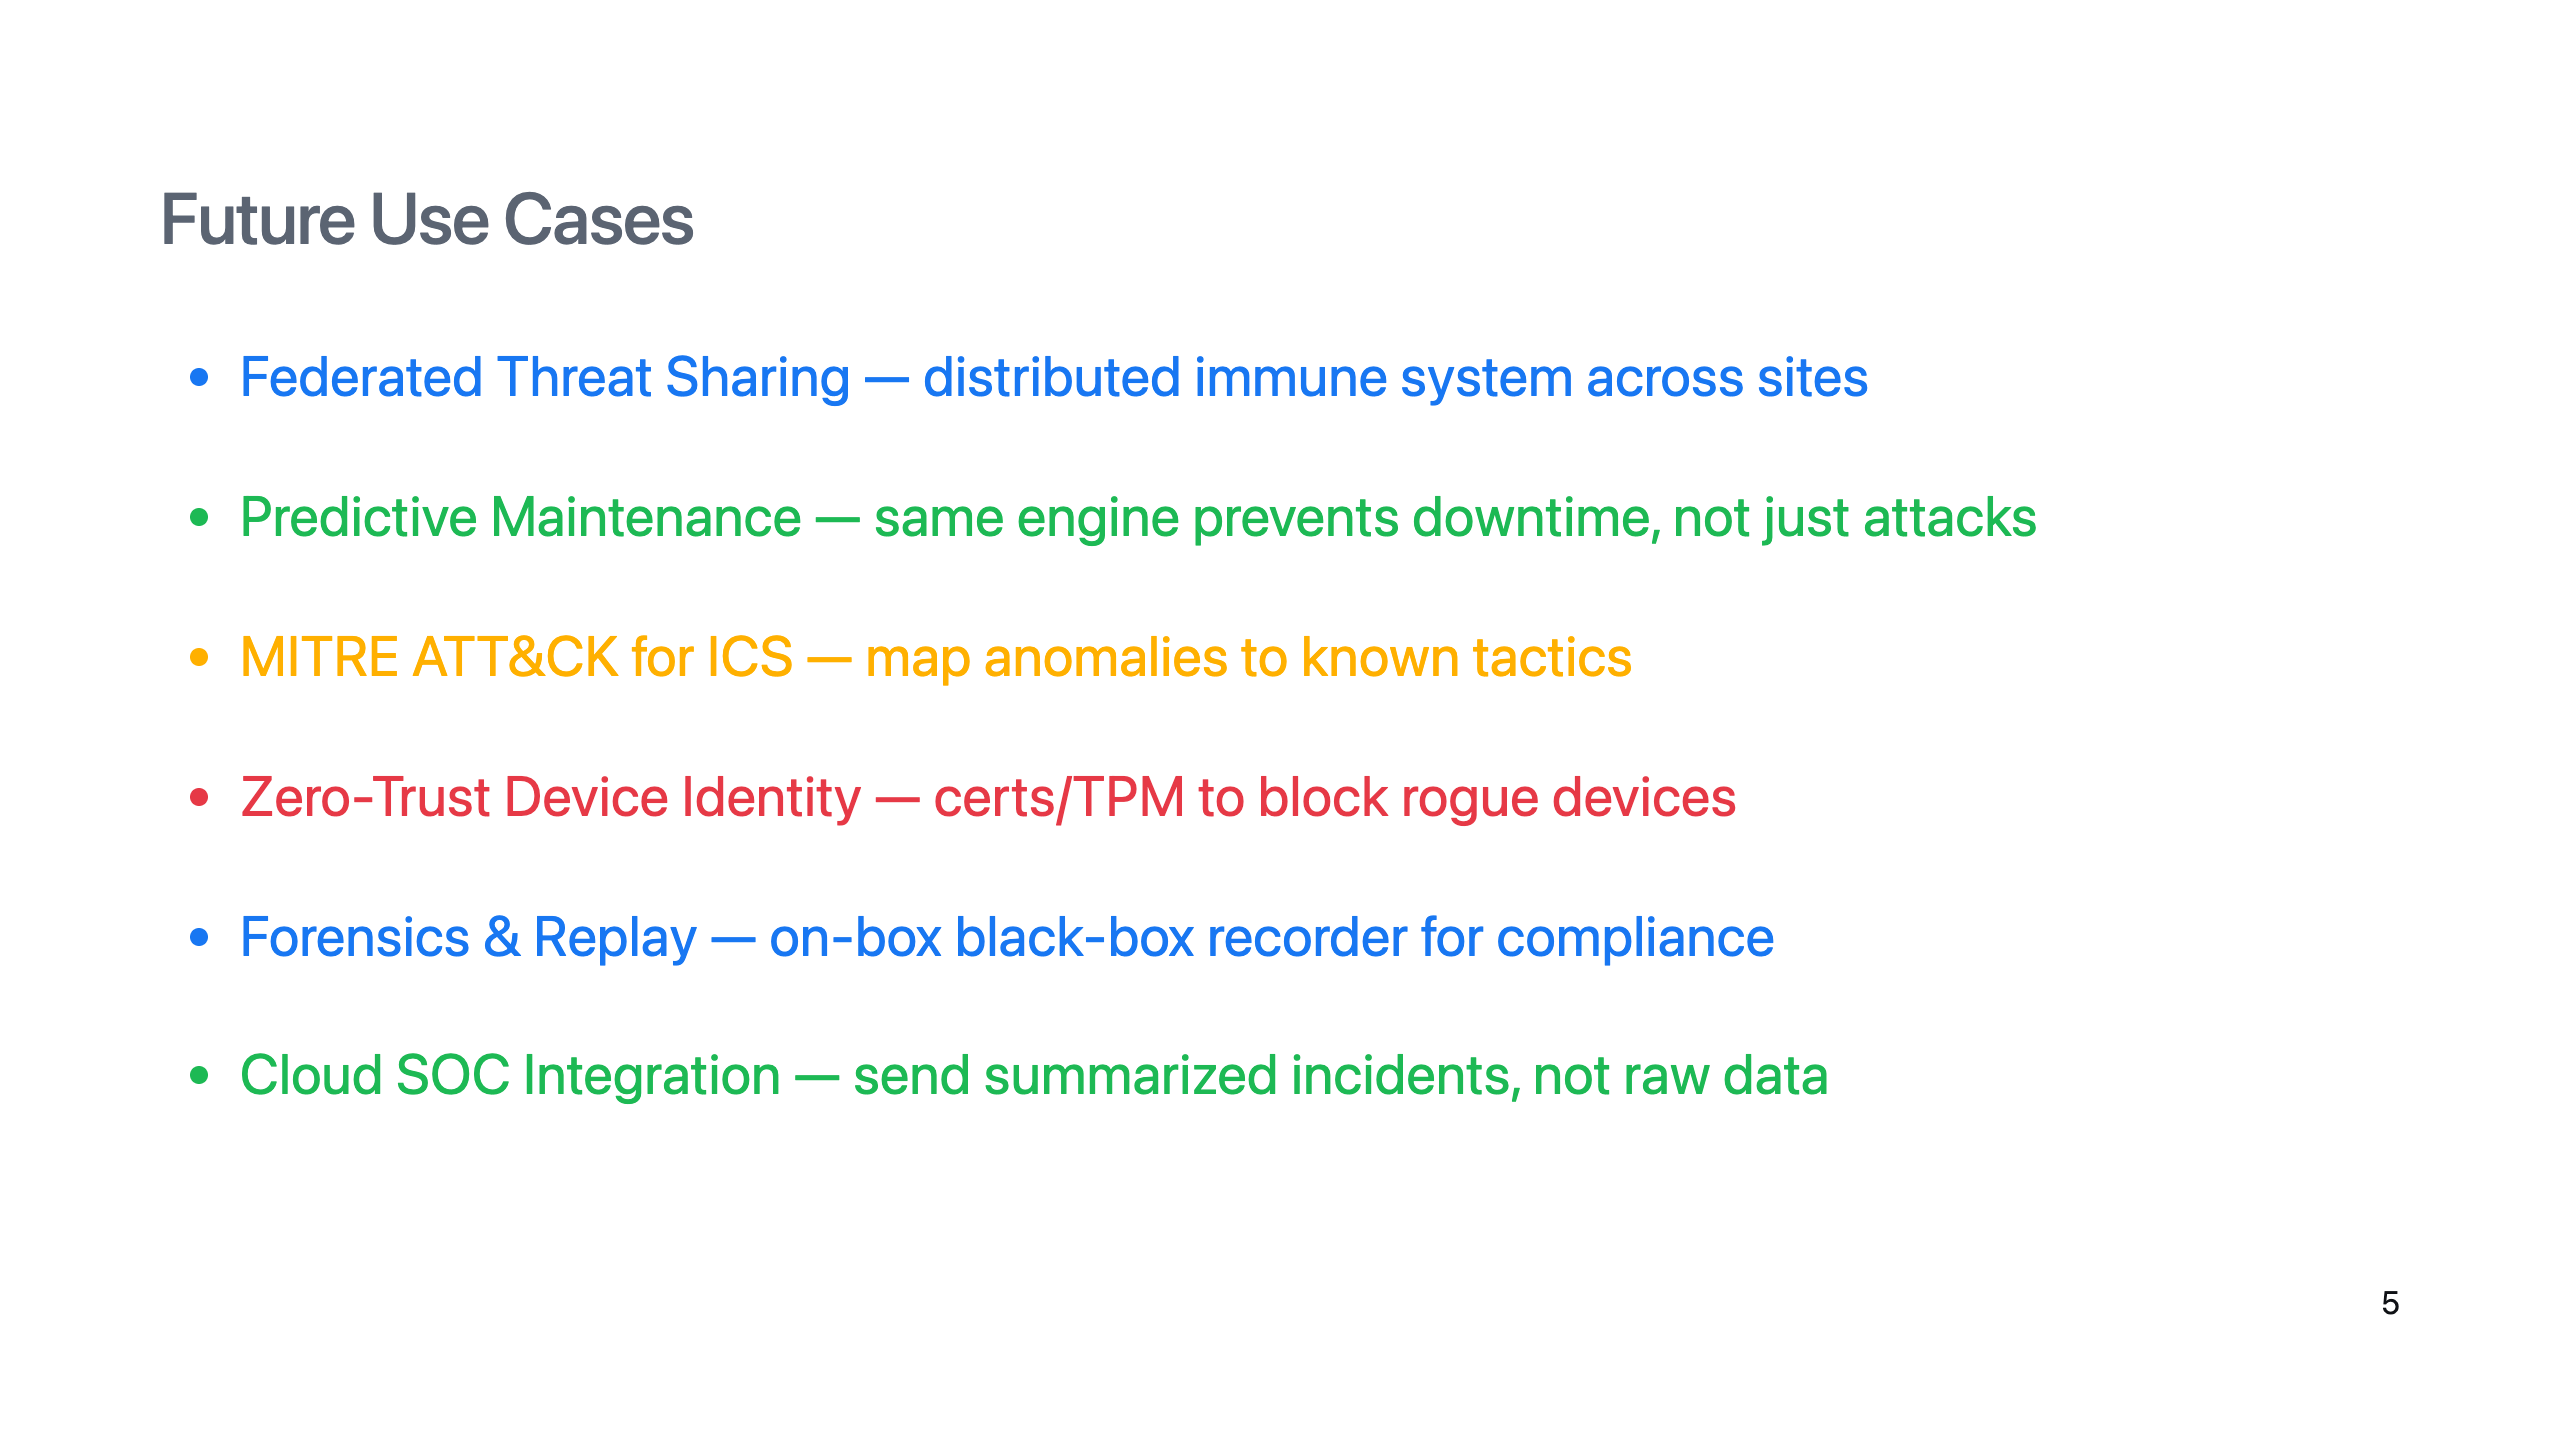 Future Use Cases
• Federated Threat Sharing — distributed immune system across sites
• Predictive Maintenance — same engine prevents downtime, not just attacks
• MITRE ATT&CK for ICS — map anomalies to known tactics
• Zero-Trust Device Identity — certs/TPM to block rogue devices
• Forensics & Replay — on-box black-box recorder for compliance
• Cloud SOC Integration — send summarized incidents, not raw data
5